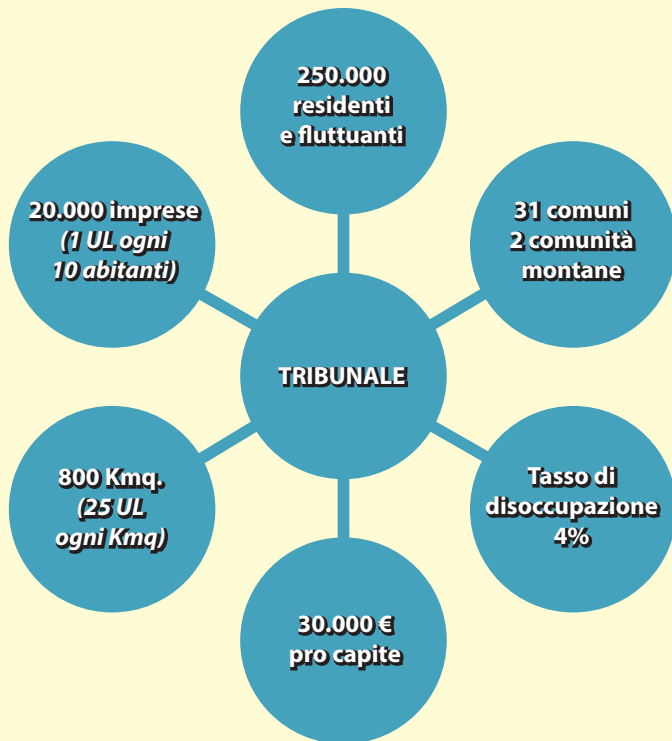 250.000
residenti
e fluttuanti
20.000 imprese
(1 UL ogni
10 abitanti)
31 comuni
2 comunità
montane
TRIBUNALE
800 Kmq.
(25 UL
ogni Kmq)
Tasso di
disoccupazione
4%
30.000 €
pro capite